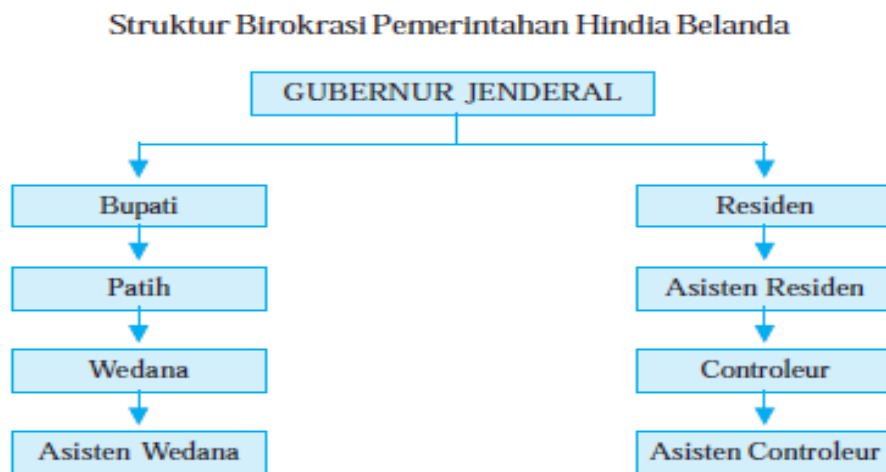 Struktur Birokrasi Pemerintahan Hindia Belanda
GUBERNUR JENDERAL
Bupati
Residen
Patih
Asisten Residen
Wedana
Controleur
Asisten Wedana
Asisten Controleur